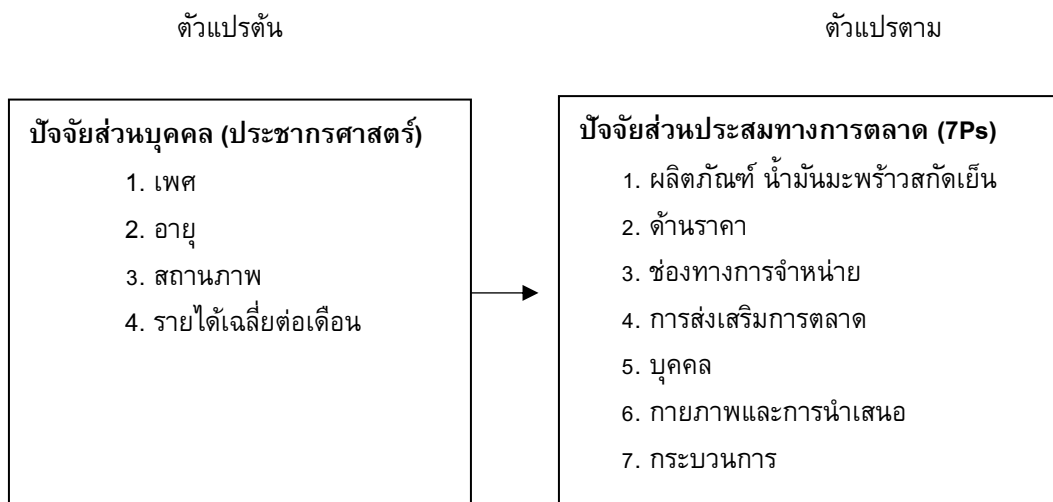 ตัวแปรต้น
ตัวแปรตาม
ปัจจัยส่วนบุคคล (ประชากรศาสตร์)
1. เพศ
2. อายุ
3. สถานภาพ
4. รายได้เฉลี่ยต่อเดือน
ปัจจัยส่วนประสมทางการตลาด (7Ps)
1. ผลิตภัณฑ์ น้ำมันมะพร้าวสกัดเย็น
2. ด้านราคา
3. ช่องทางการจำหน่าย
4. การส่งเสริมการตลาด
5. บุคคล
6. กายภาพและการนำเสนอ
7. กระบวนการ